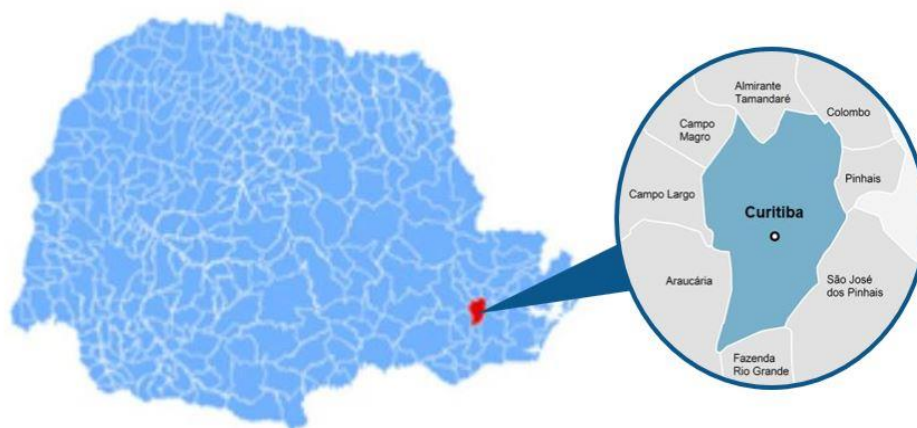 Almirante
Tamandaré
Colombo
Campo
Magro
Pinhais
Campo Largo
Curitiba
Araucária
São José
dos Pinhais
Fazenda
Rio Grande